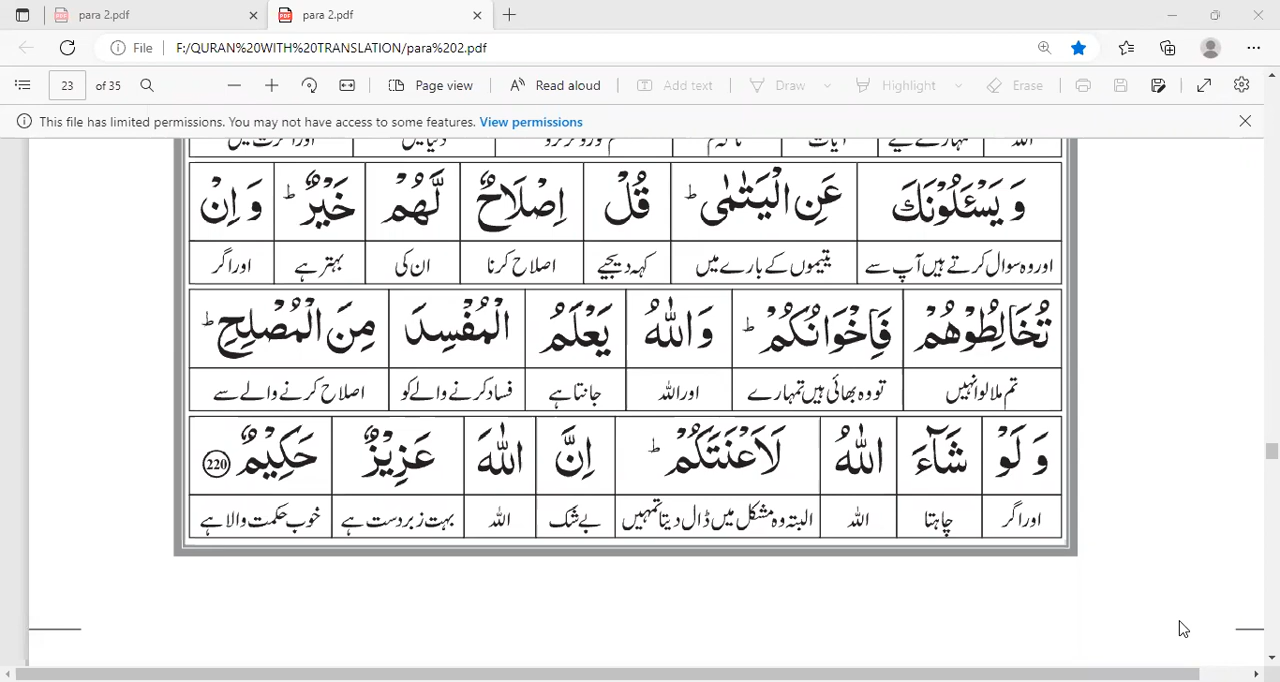 para 2.pdf
para 2.pdf
File F:/QURAN%20WITH%20TRANSLATION/para%202.pdf
23 of 35 Page view Read aloud Add text Draw Highlight Erase
This file has limited permissions. You may not have access to some features. View permissions
وَ یَسْـَٔلُوْنَكَ عَنِ الْیَتٰمٰی ؕ قُلْ اِصْلَاحٌ لَّهُمْ خَیْرٌ ؕ وَ اِنْ
اور وہ سوال کرتے ہیں آپ سے یتیموں کے بارے میں کہہ دیجیے اصلاح کرنا ان کی بہتر ہے اور اگر
تُخَالِطُوْهُمْ فَاِخْوَانُكُمْ ؕ وَ اللّٰهُ یَعْلَمُ الْمُفْسِدَ مِنَ الْمُصْلِحِ ؕ
تم ملا لو انہیں تو وہ بھائی ہیں تمہارے اور اللہ جانتا ہے فساد کرنے والے کو اصلاح کرنے والے سے
وَ لَوْ شَآءَ اللّٰهُ لَاَعْنَتَكُمْ ؕ اِنَّ اللّٰهَ عَزِیْزٌ حَكِیْمٌ 220
اور اگر چاہتا اللہ البتہ وہ مشکل میں ڈال دیتا تمہیں بے شک اللہ بہت زبردست ہے خوب حکمت والا ہے